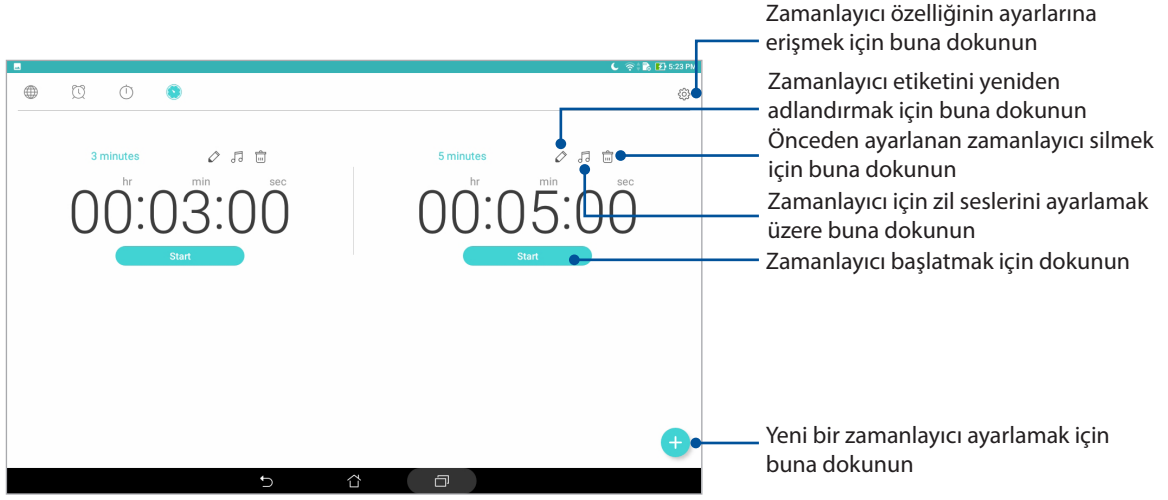 Zamanlayıcı özelliğinin ayarlarına
erişmek için buna dokunun
Zamanlayıcı etiketini yeniden
adlandırmak için buna dokunun
Önceden ayarlanan zamanlayıcı silmek
için buna dokunun
Zamanlayıcı için zil seslerini ayarlamak
üzere buna dokunun
Zamanlayıcı başlatmak için dokunun
Yeni bir zamanlayıcı ayarlamak için
buna dokunun
5:23 PM
3 minutes
hr min sec
00:03:00
Start
5 minutes
hr min sec
00:05:00
Start